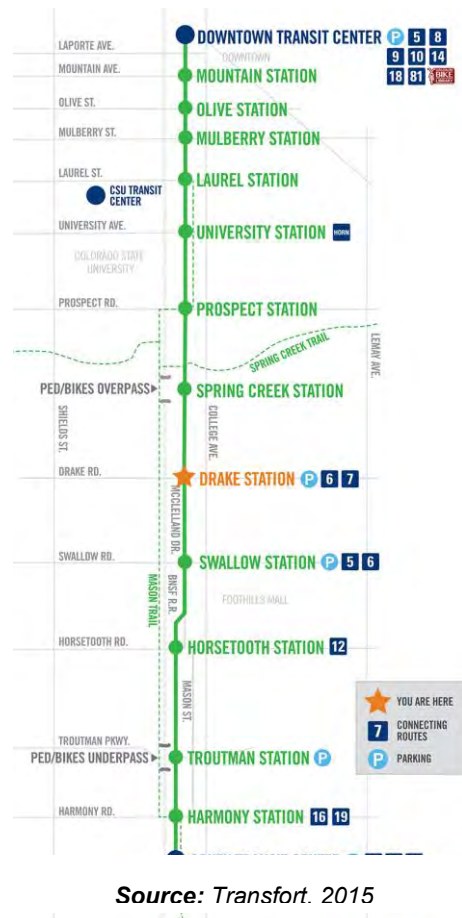 DOWNTOWN TRANSIT CENTER P 5 8
LAPORTE AVE.
DOWNTOWN
9 10 14
MOUNTAIN AVE.
MOUNTAIN STATION
18 81 BIKE
OLIVE ST.
OLIVE STATION
MULBERRY ST.
MULBERRY STATION
LAUREL ST.
LAUREL STATION
CSU TRANSIT
CENTER
UNIVERSITY AVE.
UNIVERSITY STATION HORN
COLORADO STATE
UNIVERSITY
PROSPECT RD.
PROSPECT STATION
SPRING CREEK TRAIL
LEMAY AVE.
PED/BIKES OVERPASS
SPRING CREEK STATION
SHIELDS ST.
COLLEGE AVE.
DRAKE RD.
DRAKE STATION P 6 7
MCCLELLAND DR.
SWALLOW RD.
SWALLOW STATION P 5 6
MASON TRAIL
BNSF R.R.
FOOTHILLS MALL
HORSETOOTH RD.
HORSETOOTH STATION 12
MASON ST.
YOU ARE HERE
7 CONNECTING
ROUTES
P PARKING
TROUTMAN PKWY.
PED/BIKES UNDERPASS
TROUTMAN STATION P
HARMONY RD.
HARMONY STATION 16 19
Source: Transfort, 2015